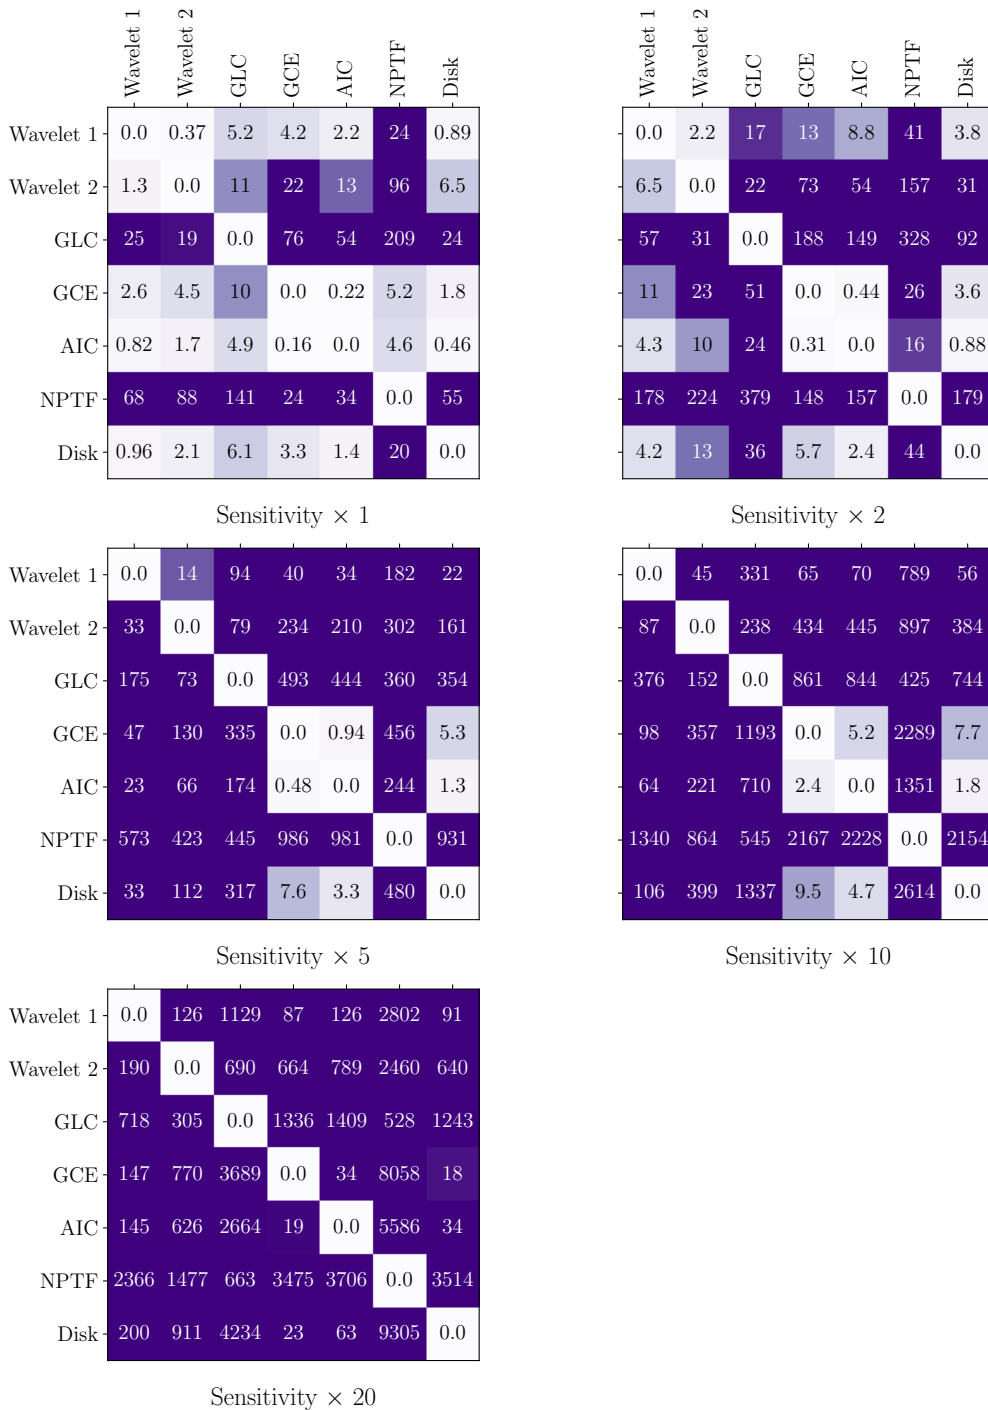 Wavelet 1 Wavelet 2 GLC GCE AIC NPTF Disk
Wavelet 1 0.0 0.37 5.2 4.2 2.2 24 0.89
Wavelet 2 1.3 0.0 11 22 13 96 6.5
GLC 25 19 0.0 76 54 209 24
GCE 2.6 4.5 10 0.0 0.22 5.2 1.8
AIC 0.82 1.7 4.9 0.16 0.0 4.6 0.46
NPTF 68 88 141 24 34 0.0 55
Disk 0.96 2.1 6.1 3.3 1.4 20 0.0
Sensitivity × 1
Wavelet 1 Wavelet 2 GLC GCE AIC NPTF Disk
0.0 2.2 17 13 8.8 41 3.8
6.5 0.0 22 73 54 157 31
57 31 0.0 188 149 328 92
11 23 51 0.0 0.44 26 3.6
4.3 10 24 0.31 0.0 16 0.88
178 224 379 148 157 0.0 179
4.2 13 36 5.7 2.4 44 0.0
Sensitivity × 2
Wavelet 1 0.0 14 94 40 34 182 22
Wavelet 2 33 0.0 79 234 210 302 161
GLC 175 73 0.0 493 444 360 354
GCE 47 130 335 0.0 0.94 456 5.3
AIC 23 66 174 0.48 0.0 244 1.3
NPTF 573 423 445 986 981 0.0 931
Disk 33 112 317 7.6 3.3 480 0.0
Sensitivity × 5
0.0 45 331 65 70 789 56
87 0.0 238 434 445 897 384
376 152 0.0 861 844 425 744
98 357 1193 0.0 5.2 2289 7.7
64 221 710 2.4 0.0 1351 1.8
1340 864 545 2167 2228 0.0 2154
106 399 1337 9.5 4.7 2614 0.0
Sensitivity × 10
Wavelet 1 0.0 126 1129 87 126 2802 91
Wavelet 2 190 0.0 690 664 789 2460 640
GLC 718 305 0.0 1336 1409 528 1243
GCE 147 770 3689 0.0 34 8058 18
AIC 145 626 2664 19 0.0 5586 34
NPTF 2366 1477 663 3475 3706 0.0 3514
Disk 200 911 4234 23 63 9305 0.0
Sensitivity × 20